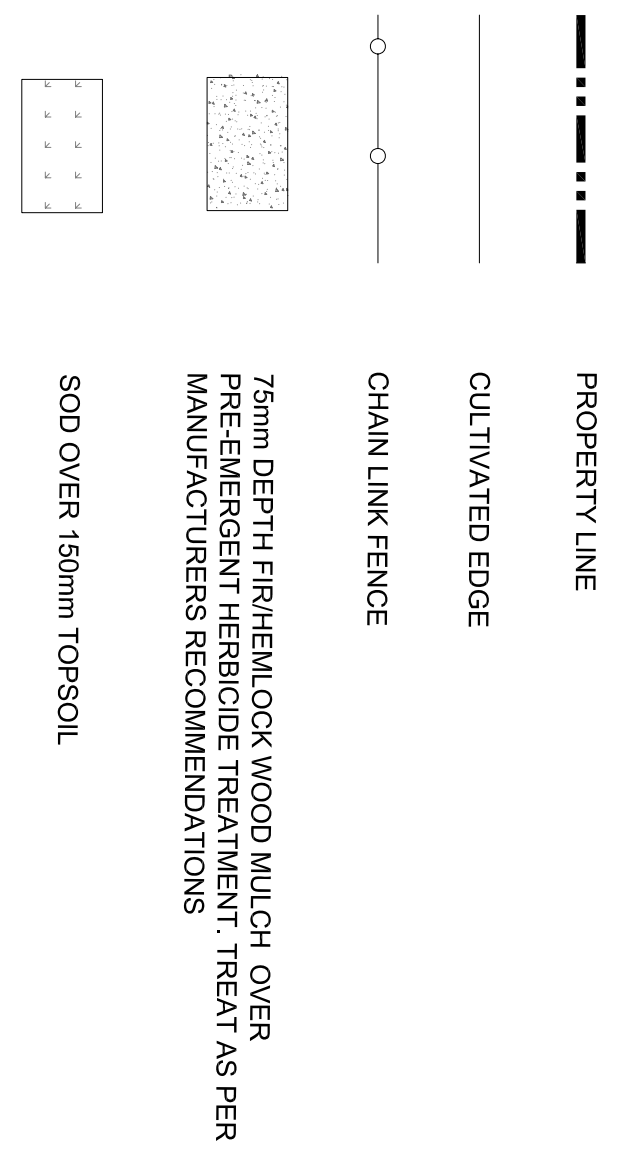 PROPERTY LINE
CULTIVATED EDGE
CHAIN LINK FENCE
75mm DEPTH FIR/HEMLOCK WOOD MULCH OVER
PRE-EMERGENT HERBICIDE TREATMENT. TREAT AS PER
MANUFACTURERS RECOMMENDATIONS
SOD OVER 150mm TOPSOIL